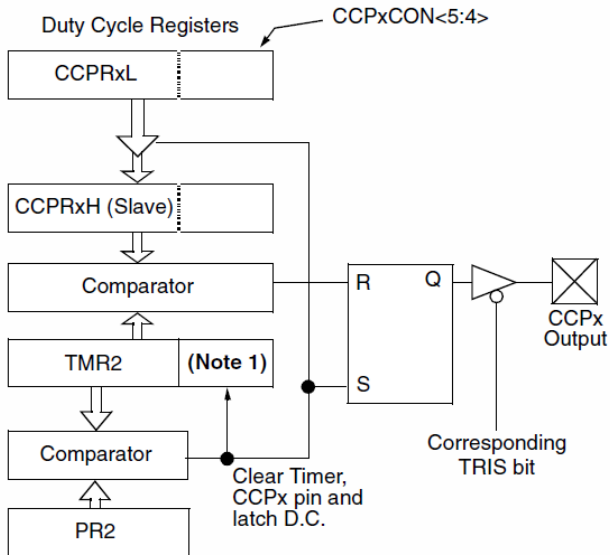 Duty Cycle Registers
CCPxCON<5:4>
CCPRxL
CCPRxH (Slave)
Comparator
R
Q
CCPx
Output
TMR2
(Note 1)
S
Comparator
Clear Timer,
CCPx pin and
latch D.C.
Corresponding
TRIS bit
PR2